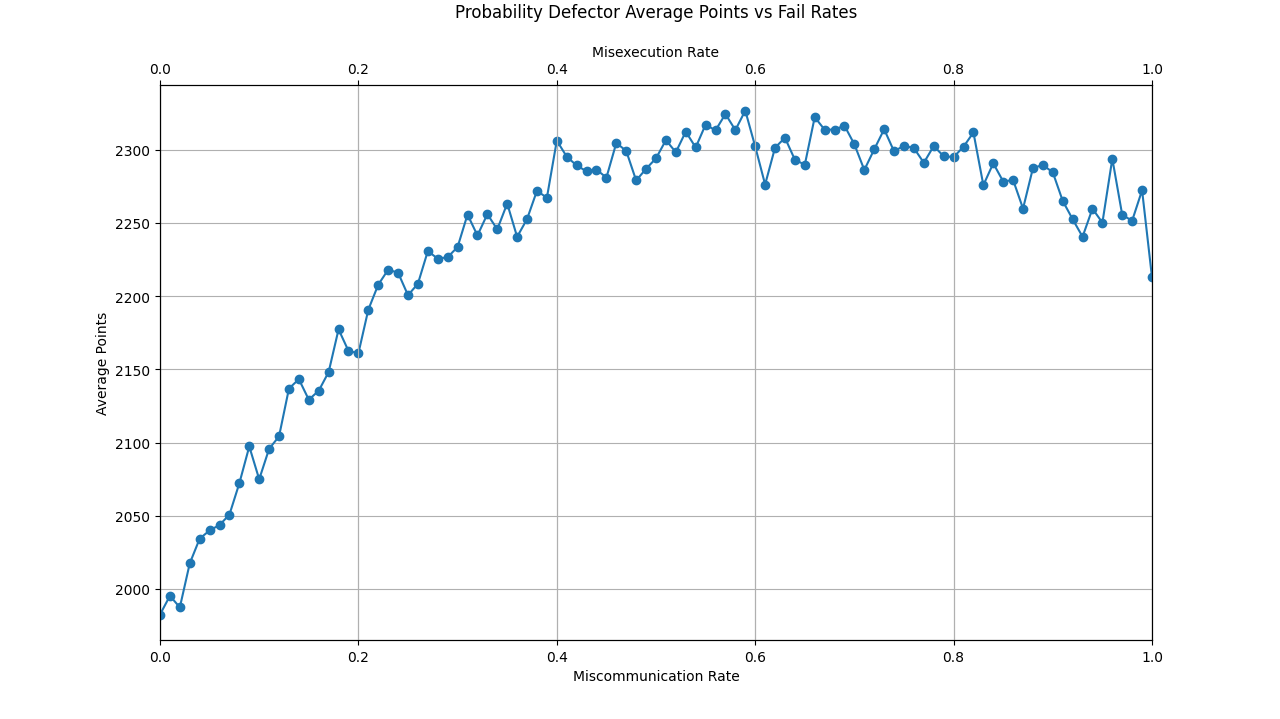 Probability Defector Average Points vs Fail Rates
Misexecution Rate
0.0 0.2 0.4 0.6 0.8 1.0
2300
2250
2200
2150
2100
2050
2000
Average Points
0.0 0.2 0.4 0.6 0.8 1.0
Miscommunication Rate